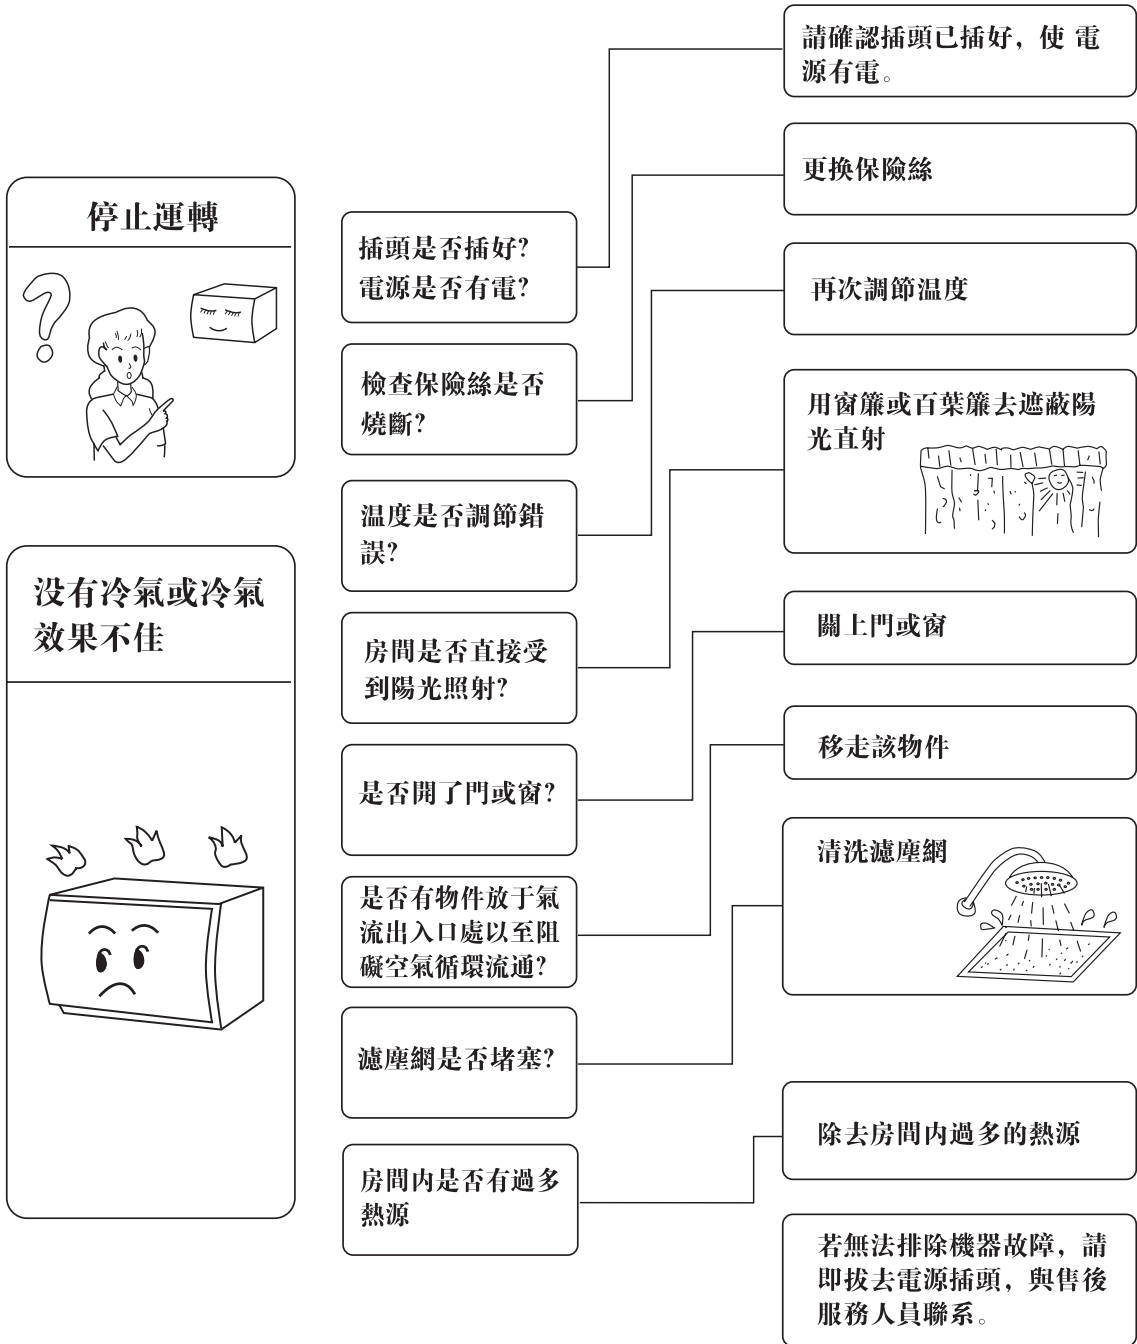 停止運轉
没有冷氣或冷氣
效果不佳
插頭是否插好?
電源是否有電?
檢查保險絲是否
燒斷?
温度是否調節錯
誤?
房間是否直接受
到陽光照射?
是否開了門或窗?
是否有物件放于氣
流出入口處以至阻
礙空氣循環流通?
濾塵網是否堵塞?
房間内是否有過多
熱源
請確認插頭已插好，使 電
源有電。
更换保險絲
再次調節温度
用窗簾或百葉簾去遮蔽陽
光直射
關上門或窗
移走該物件
清洗濾塵網
除去房間内過多的熱源
若無法排除機器故障，請
即拔去電源插頭，與售後
服務人員聯系。